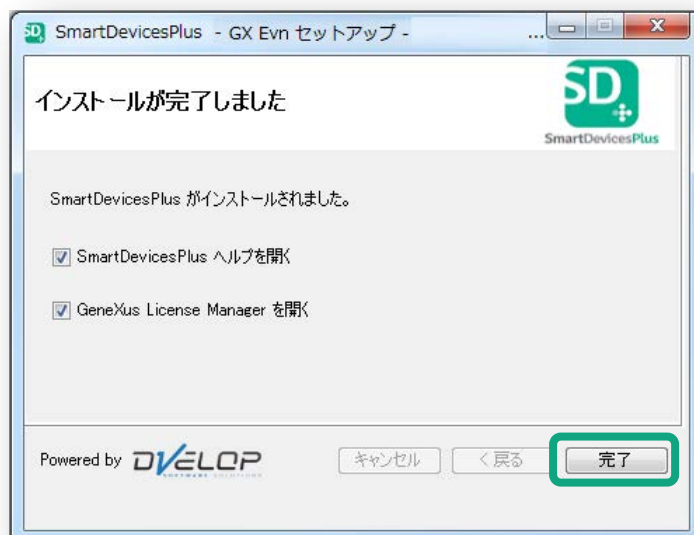 SmartDevicesPlus - GX Evn セットアップ - ...
インストールが完了しました
SD
SmartDevicesPlus
SmartDevicesPlus がインストールされました。
SmartDevicesPlus ヘルプを開く
GeneXus License Manager を開く
Powered by DVELOP
SOFTWARE SOLUTIONS
キャンセル
< 戻る
完了